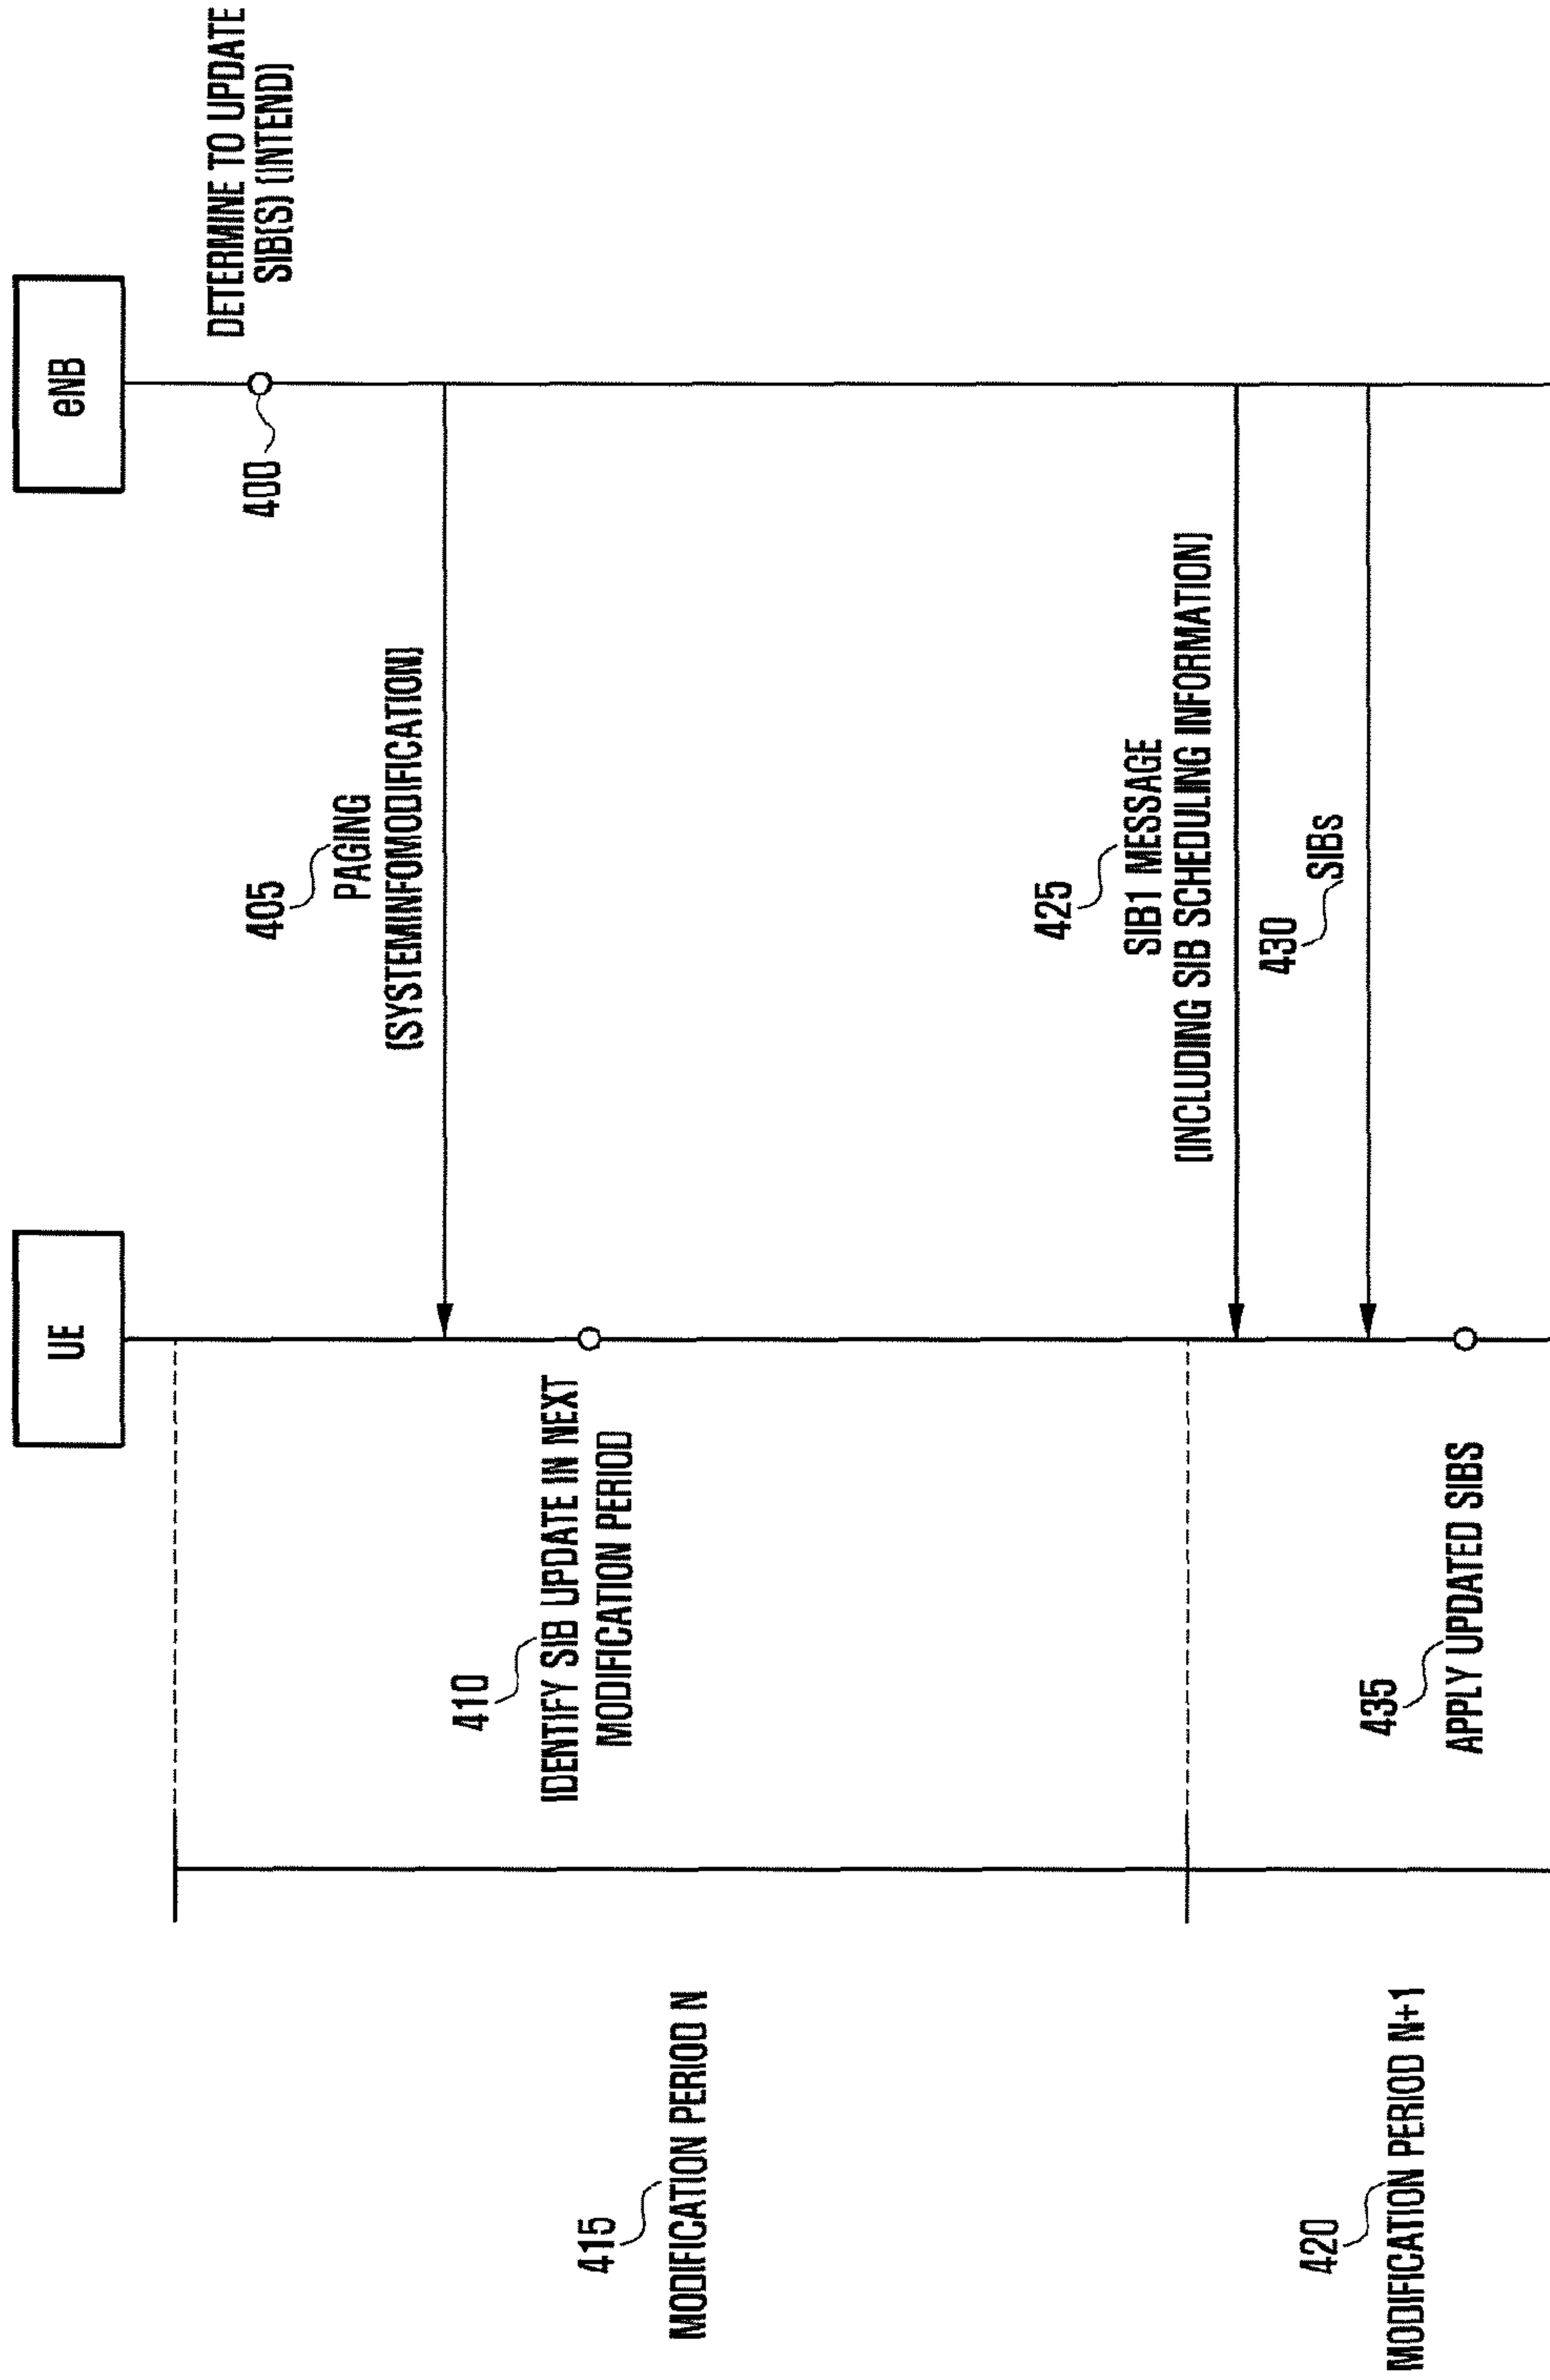 UE
eNB
400
DETERMINE TO UPDATE
SIB(S) (INTEND)
405
PAGING
(SYSTEMINFOMODIFICATION)
410
IDENTIFY SIB UPDATE IN NEXT
MODIFICATION PERIOD
415
MODIFICATION PERIOD N
425
SIB1 MESSAGE
(INCLUDING SIB SCHEDULING INFORMATION)
430
SIBs
435
APPLY UPDATED SIBS
420
MODIFICATION PERIOD N+1